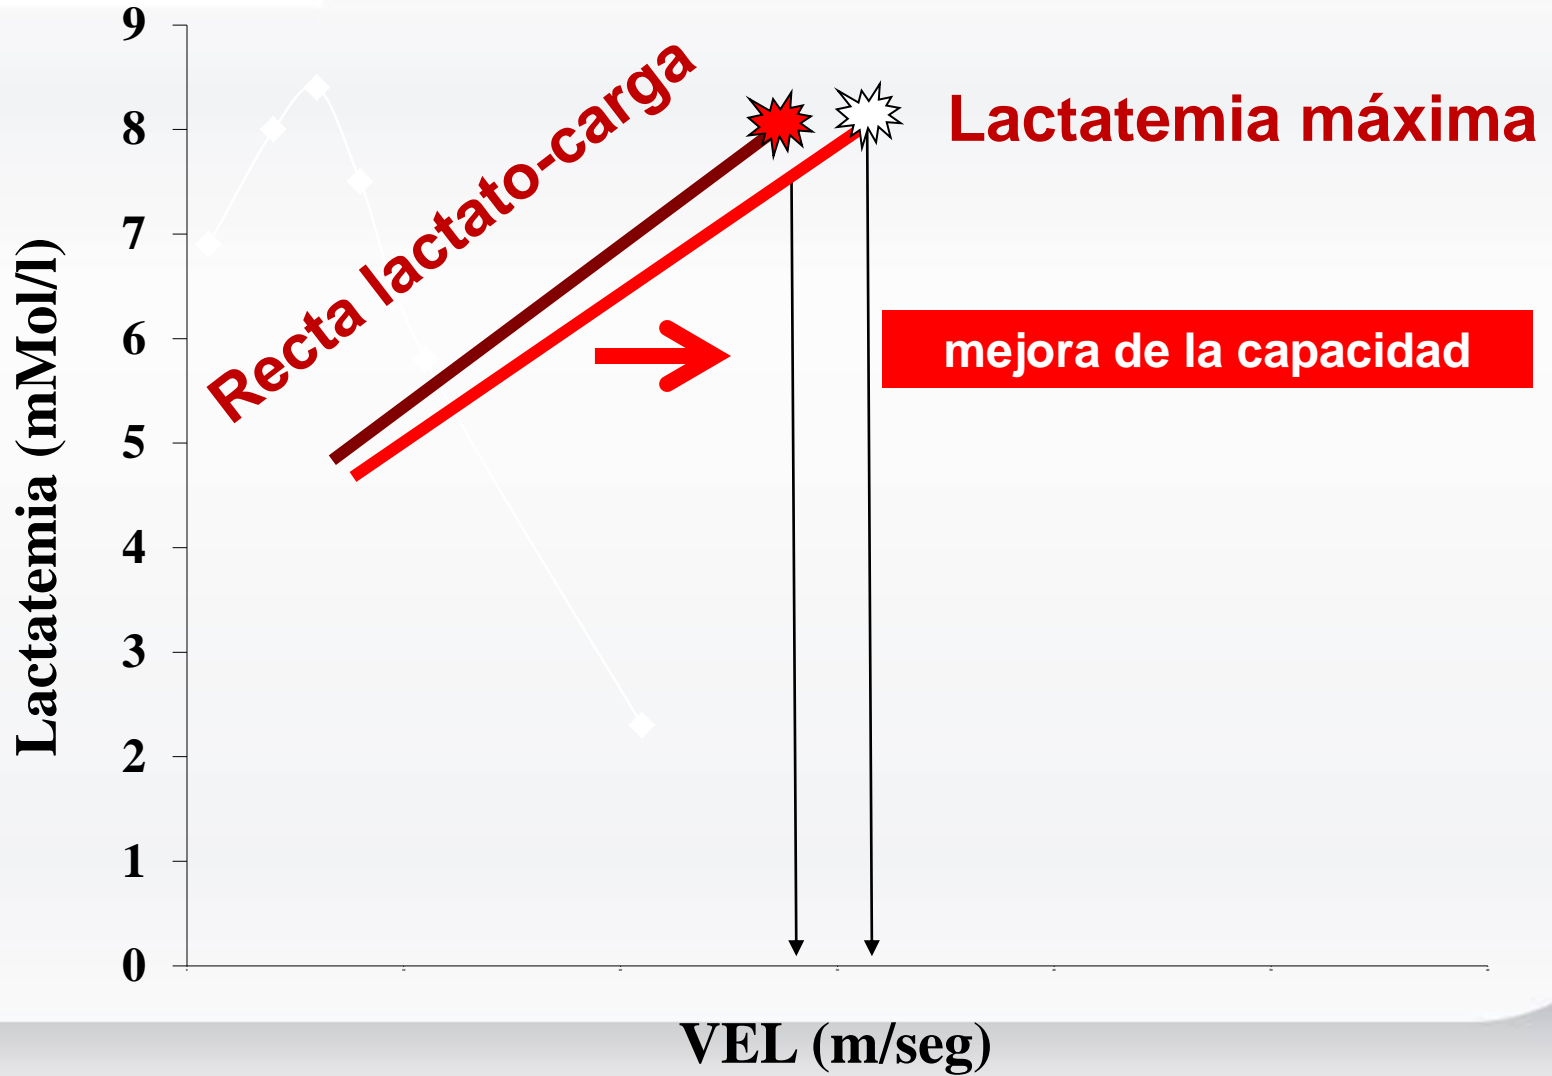 9
8
7
6
5
4
3
2
1
0
Lactatemia (mMol/l)
Recta lactato-carga
Lactatemia máxima
mejora de la capacidad
VEL (m/seg)